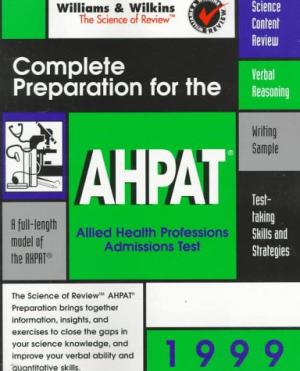 Williams & Wilkins
The Science of Review™
REVIEW
Science
Content
Review
Complete
Preparation for the
Verbal
Reasoning
Writing
Sample
AHPAT®
Allied Health Professions
Admissions Test
A full-length
model of
the AHPAT®
Test-
taking
Skills and
Strategies
The Science of Review™ AHPAT®
Preparation brings together
information, insights, and
exercises to close the gaps in
your science knowledge, and
improve your verbal ability and
quantitative skills.
1999